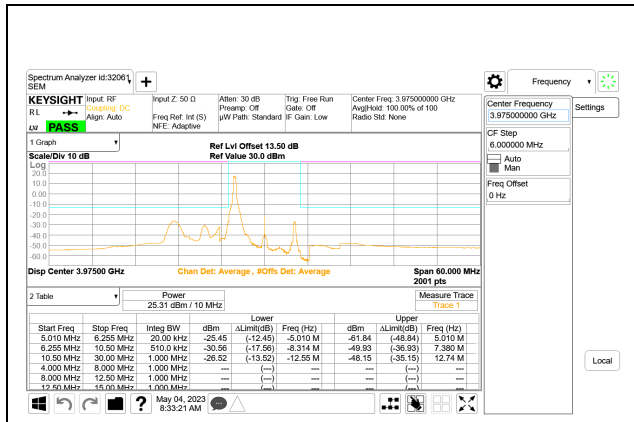 Spectrum Analyzer id:32061
SEM
Frequency
KEYSIGHT
RL
PASS
Input: RF
Coupling: DC
Align: Auto
Input Z: 50 Ω
Freq Ref: Int (S)
NFE: Adaptive
Atten: 30 dB
Preamp: Off
µW Path: Standard
Trig: Free Run
Gate: Off
IF Gain: Low
Center Freq: 3.975000000 GHz
Avg|Hold: 100.00% of 100
Radio Std: None
Center Frequency
3.975000000 GHz
Settings
CF Step
6.000000 MHz
Auto
Man
Freq Offset
0 Hz
Local
1 Graph
Scale/Div 10 dB
Ref Lvl Offset 13.50 dB
Ref Value 30.0 dBm
Log
20.0
10.0
0.00
-10.0
-20.0
-30.0
-40.0
-50.0
-60.0
Disp Center 3.97500 GHz
Chan Det: Average , #Offs Det: Average
Span 60.000 MHz
2001 pts
2 Table
Power
25.31 dBm / 10 MHz
Measure Trace
Trace 1
Lower Upper
Start Freq Stop Freq Integ BW dBm ΔLimit(dB) Freq (Hz) dBm ΔLimit(dB) Freq (Hz)
5.010 MHz 6.255 MHz 20.00 kHz -25.45 (-12.45) -5.010 M -61.84 (-48.84) 5.010 M
6.255 MHz 10.50 MHz 510.0 kHz -30.56 (-17.56) -8.314 M -49.93 (-36.93) 7.380 M
10.50 MHz 30.00 MHz 1.000 MHz -26.52 (-13.52) -12.55 M -48.15 (-35.15) 12.74 M
4.000 MHz 8.000 MHz 1.000 MHz --- (---) --- (---)
8.000 MHz 12.50 MHz 1.000 MHz --- (---) --- (---)
12.50 MHz 15.00 MHz 1.000 MHz --- (---) --- (---)
May 04, 2023
8:33:21 AM